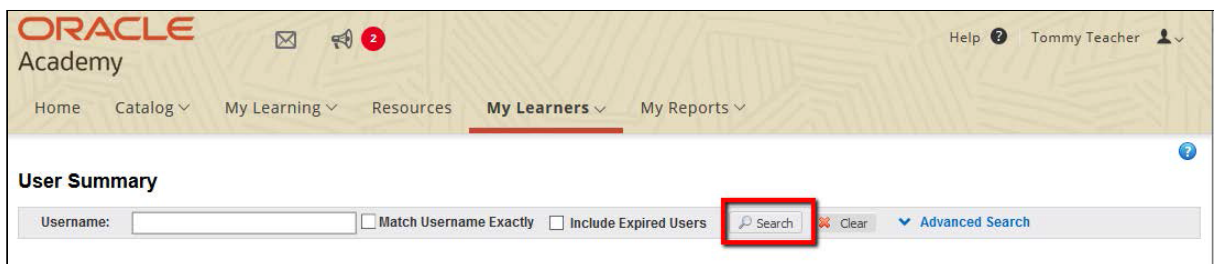 ORACLE
Academy
2
Help ? Tommy Teacher
Home Catalog My Learning Resources My Learners My Reports
?
User Summary
Username: Match Username Exactly Include Expired Users Search Clear Advanced Search